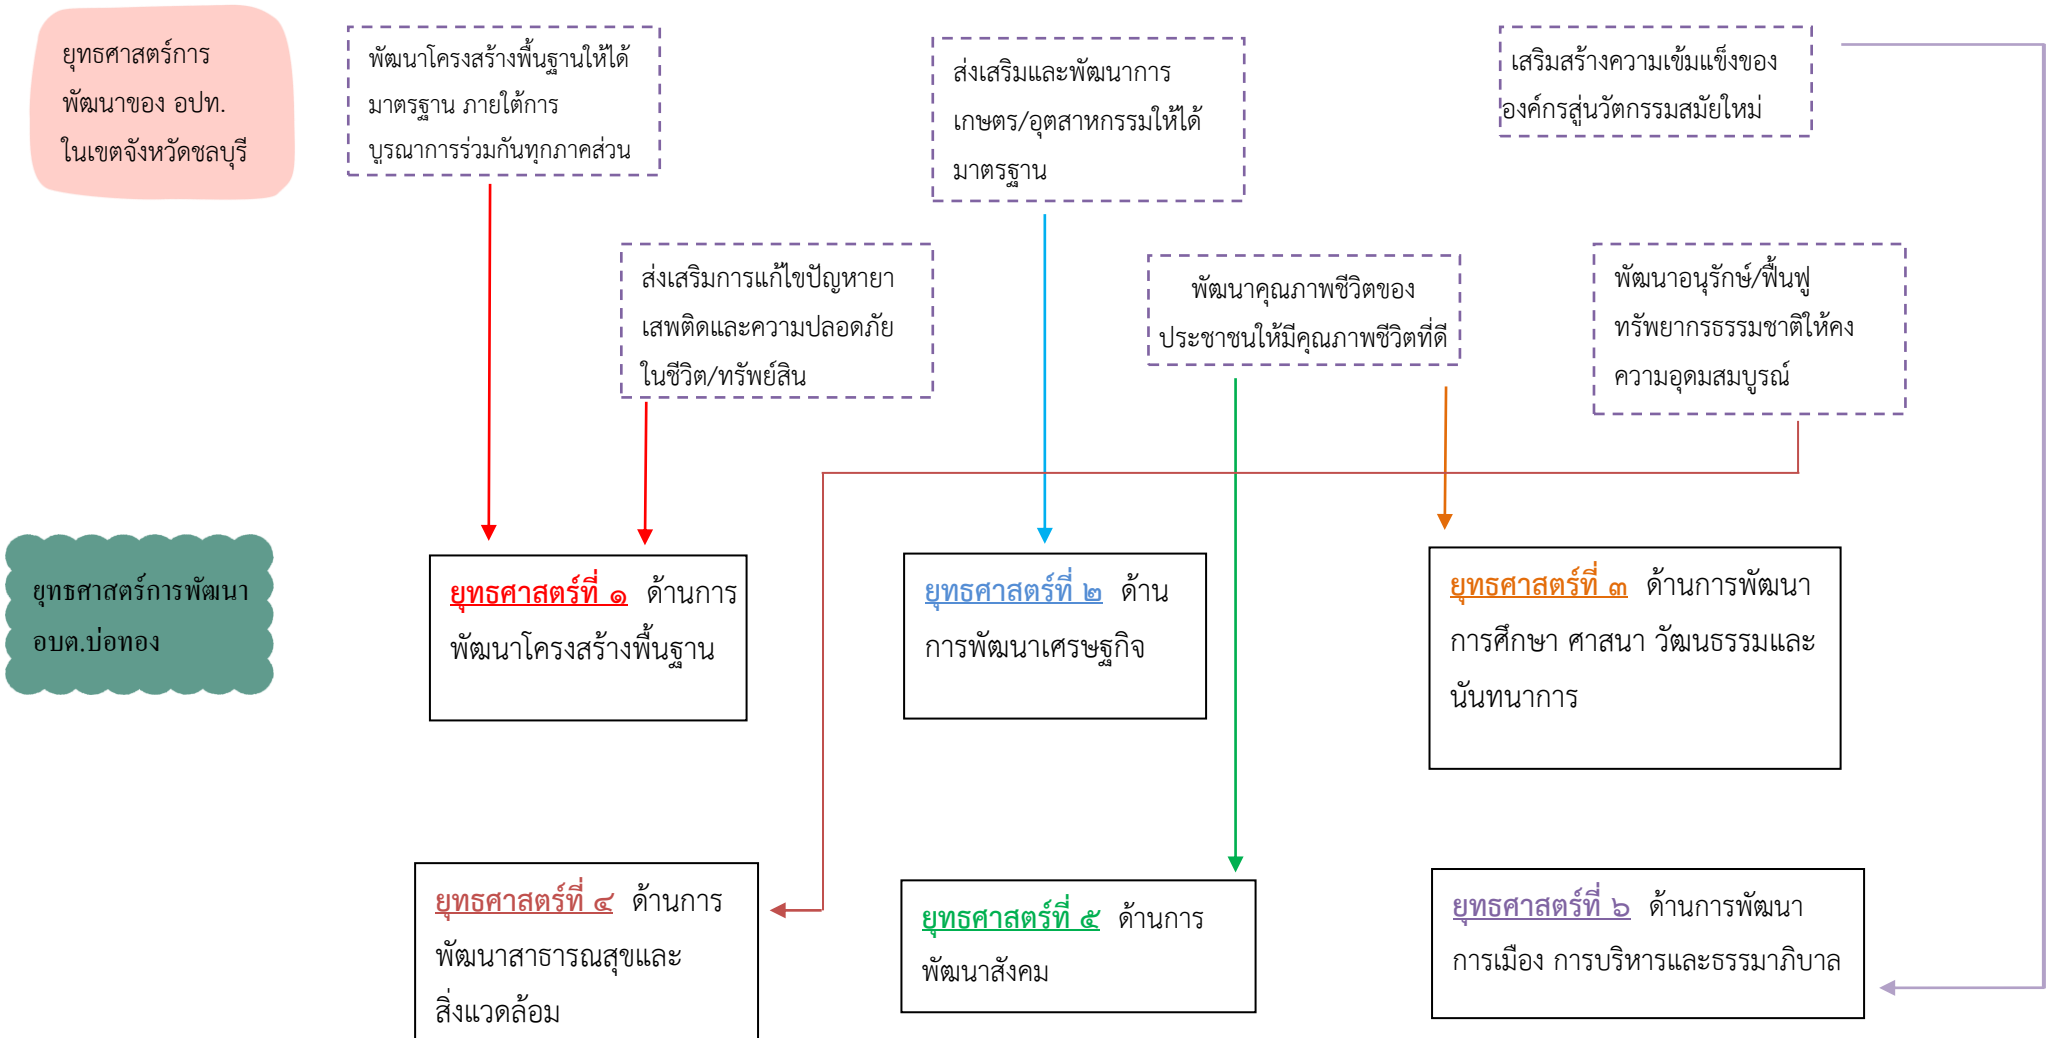 ยุทธศาสตร์การ
พัฒนาของ อปท.
ในเขตจังหวัดชลบุรี
พัฒนาโครงสร้างพื้นฐานให้ได้
มาตรฐาน ภายใต้การ
บูรณาการร่วมกันทุกภาคส่วน
ส่งเสริมและพัฒนาการ
เกษตร/อุตสาหกรรมให้ได้
มาตรฐาน
เสริมสร้างความเข้มแข็งของ
องค์กรสู่นวัตกรรมสมัยใหม่
ส่งเสริมการแก้ไขปัญหายา
เสพติดและความปลอดภัย
ในชีวิต/ทรัพย์สิน
พัฒนาคุณภาพชีวิตของ
ประชาชนให้มีคุณภาพชีวิตที่ดี
พัฒนาอนุรักษ์/ฟื้นฟู
ทรัพยากรธรรมชาติให้คง
ความอุดมสมบูรณ์
ยุทธศาสตร์การพัฒนา
อบต.บ่อทอง
ยุทธศาสตร์ที่ ๑ ด้านการ
พัฒนาโครงสร้างพื้นฐาน
ยุทธศาสตร์ที่ ๒ ด้าน
การพัฒนาเศรษฐกิจ
ยุทธศาสตร์ที่ ๓ ด้านการพัฒนา
การศึกษา ศาสนา วัฒนธรรมและ
นันทนาการ
ยุทธศาสตร์ที่ ๔ ด้านการ
พัฒนาสาธารณสุขและ
สิ่งแวดล้อม
ยุทธศาสตร์ที่ ๕ ด้านการ
พัฒนาสังคม
ยุทธศาสตร์ที่ ๖ ด้านการพัฒนา
การเมือง การบริหารและธรรมาภิบาล